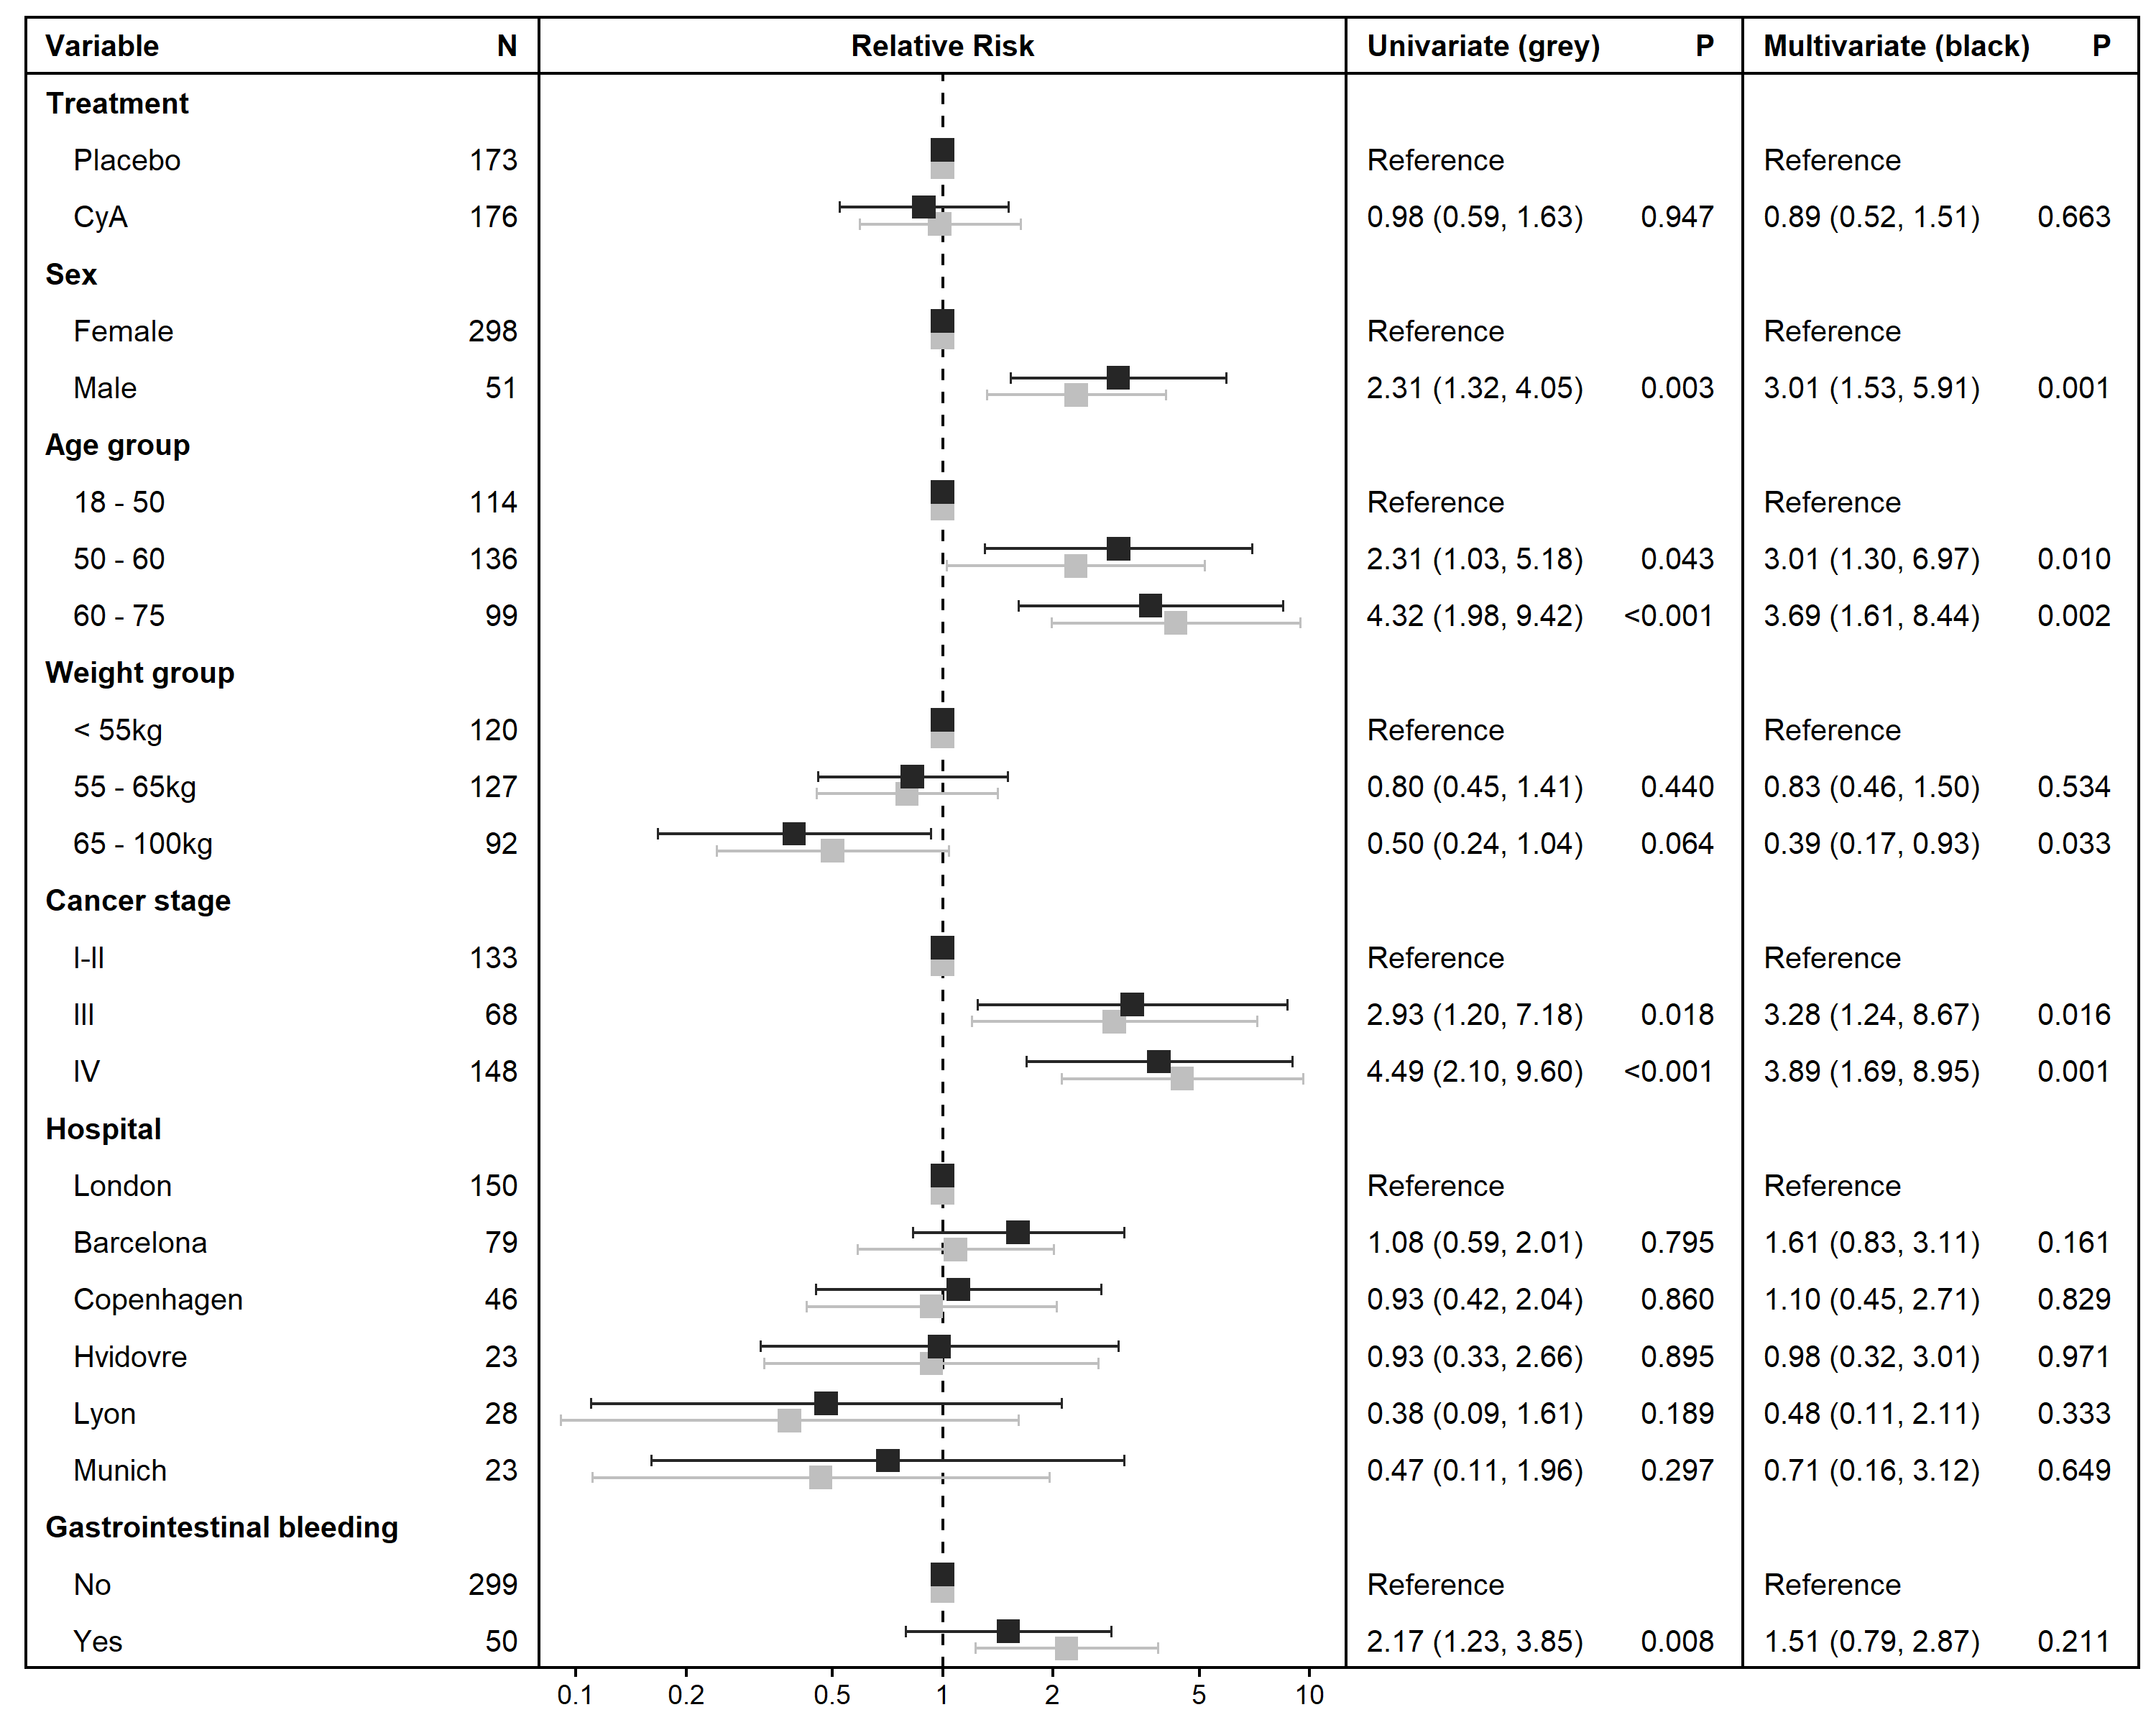 Variable N Relative Risk Univariate (grey) P Multivariate (black) P
Treatment
Placebo 173 Reference Reference
CyA 176 0.98 (0.59, 1.63) 0.947 0.89 (0.52, 1.51) 0.663
Sex
Female 298 Reference Reference
Male 51 2.31 (1.32, 4.05) 0.003 3.01 (1.53, 5.91) 0.001
Age group
18 - 50 114 Reference Reference
50 - 60 136 2.31 (1.03, 5.18) 0.043 3.01 (1.30, 6.97) 0.010
60 - 75 99 4.32 (1.98, 9.42) <0.001 3.69 (1.61, 8.44) 0.002
Weight group
< 55kg 120 Reference Reference
55 - 65kg 127 0.80 (0.45, 1.41) 0.440 0.83 (0.46, 1.50) 0.534
65 - 100kg 92 0.50 (0.24, 1.04) 0.064 0.39 (0.17, 0.93) 0.033
Cancer stage
I-II 133 Reference Reference
III 68 2.93 (1.20, 7.18) 0.018 3.28 (1.24, 8.67) 0.016
IV 148 4.49 (2.10, 9.60) <0.001 3.89 (1.69, 8.95) 0.001
Hospital
London 150 Reference Reference
Barcelona 79 1.08 (0.59, 2.01) 0.795 1.61 (0.83, 3.11) 0.161
Copenhagen 46 0.93 (0.42, 2.04) 0.860 1.10 (0.45, 2.71) 0.829
Hvidovre 23 0.93 (0.33, 2.66) 0.895 0.98 (0.32, 3.01) 0.971
Lyon 28 0.38 (0.09, 1.61) 0.189 0.48 (0.11, 2.11) 0.333
Munich 23 0.47 (0.11, 1.96) 0.297 0.71 (0.16, 3.12) 0.649
Gastrointestinal bleeding
No 299 Reference Reference
Yes 50 2.17 (1.23, 3.85) 0.008 1.51 (0.79, 2.87) 0.211
0.1 0.2 0.5 1 2 5 10